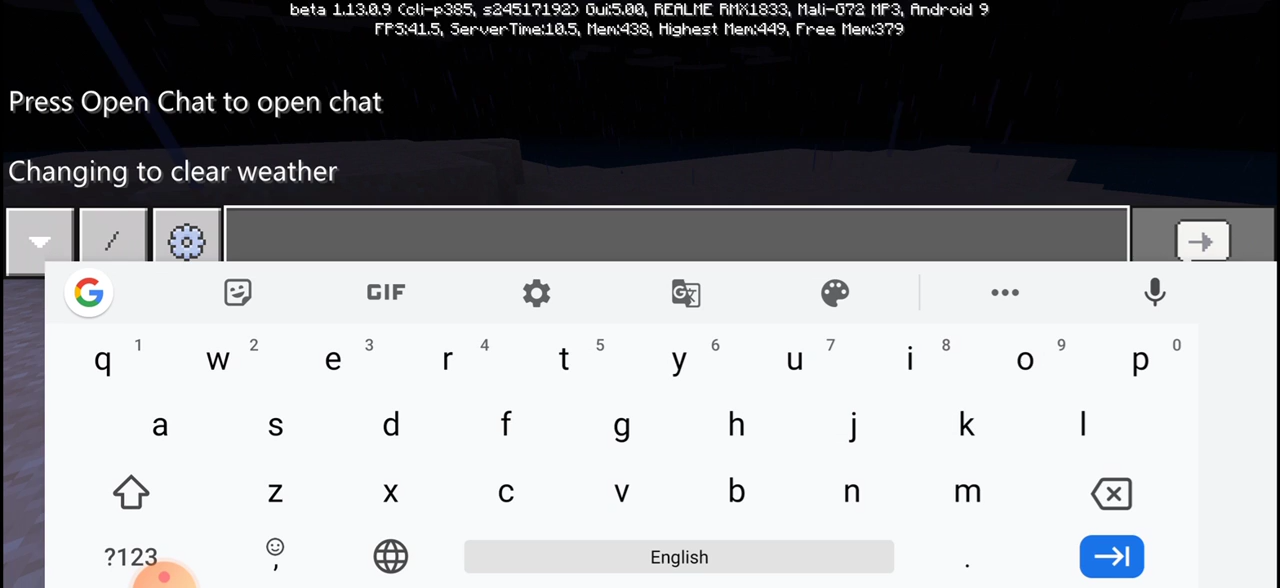 beta 1.13.0.9 (cli-p385, s24517192) Gui:5.00, REALME RMX1833, Mali-G72 MP3, Android 9
FPS:41.5, ServerTime:10.5, Mem:438, Highest Mem:449, Free Mem:379
Press Open Chat to open chat
Changing to clear weather
/
G GIF G
q 1 w 2 e 3 r 4 t 5 y 6 u 7 i 8 o 9 p 0
a s d f g h j k l
z x c v b n m
?123 , English .